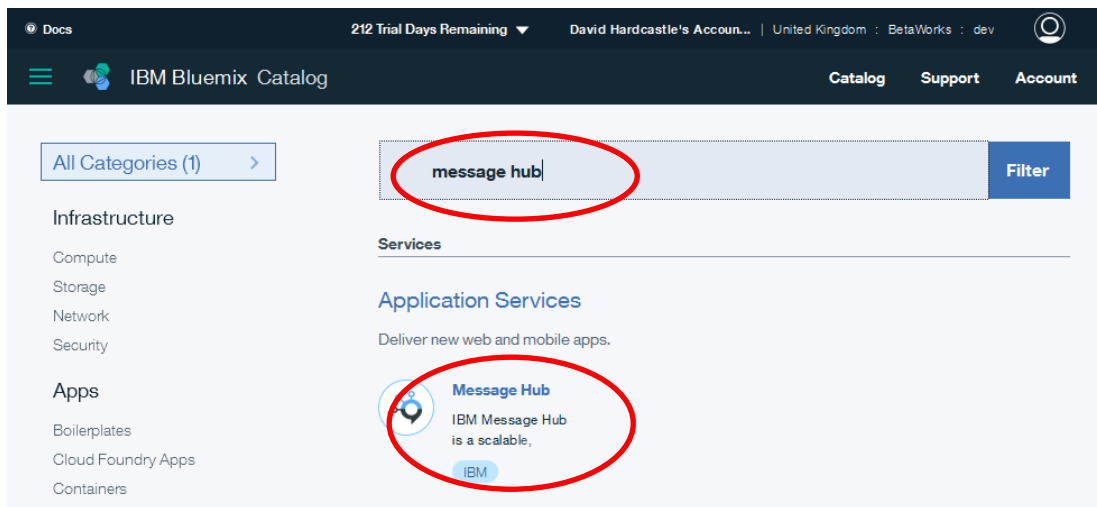 Docs
212 Trial Days Remaining
David Hardcastle's Accoun... | United Kingdom : BetaWorks : dev
IBM Bluemix Catalog
Catalog
Support
Account
All Categories (1)
message hub
Filter
Infrastructure
Compute
Storage
Network
Security
Apps
Boilerplates
Cloud Foundry Apps
Containers
Services
Application Services
Deliver new web and mobile apps.
Message Hub
IBM Message Hub
is a scalable,
IBM